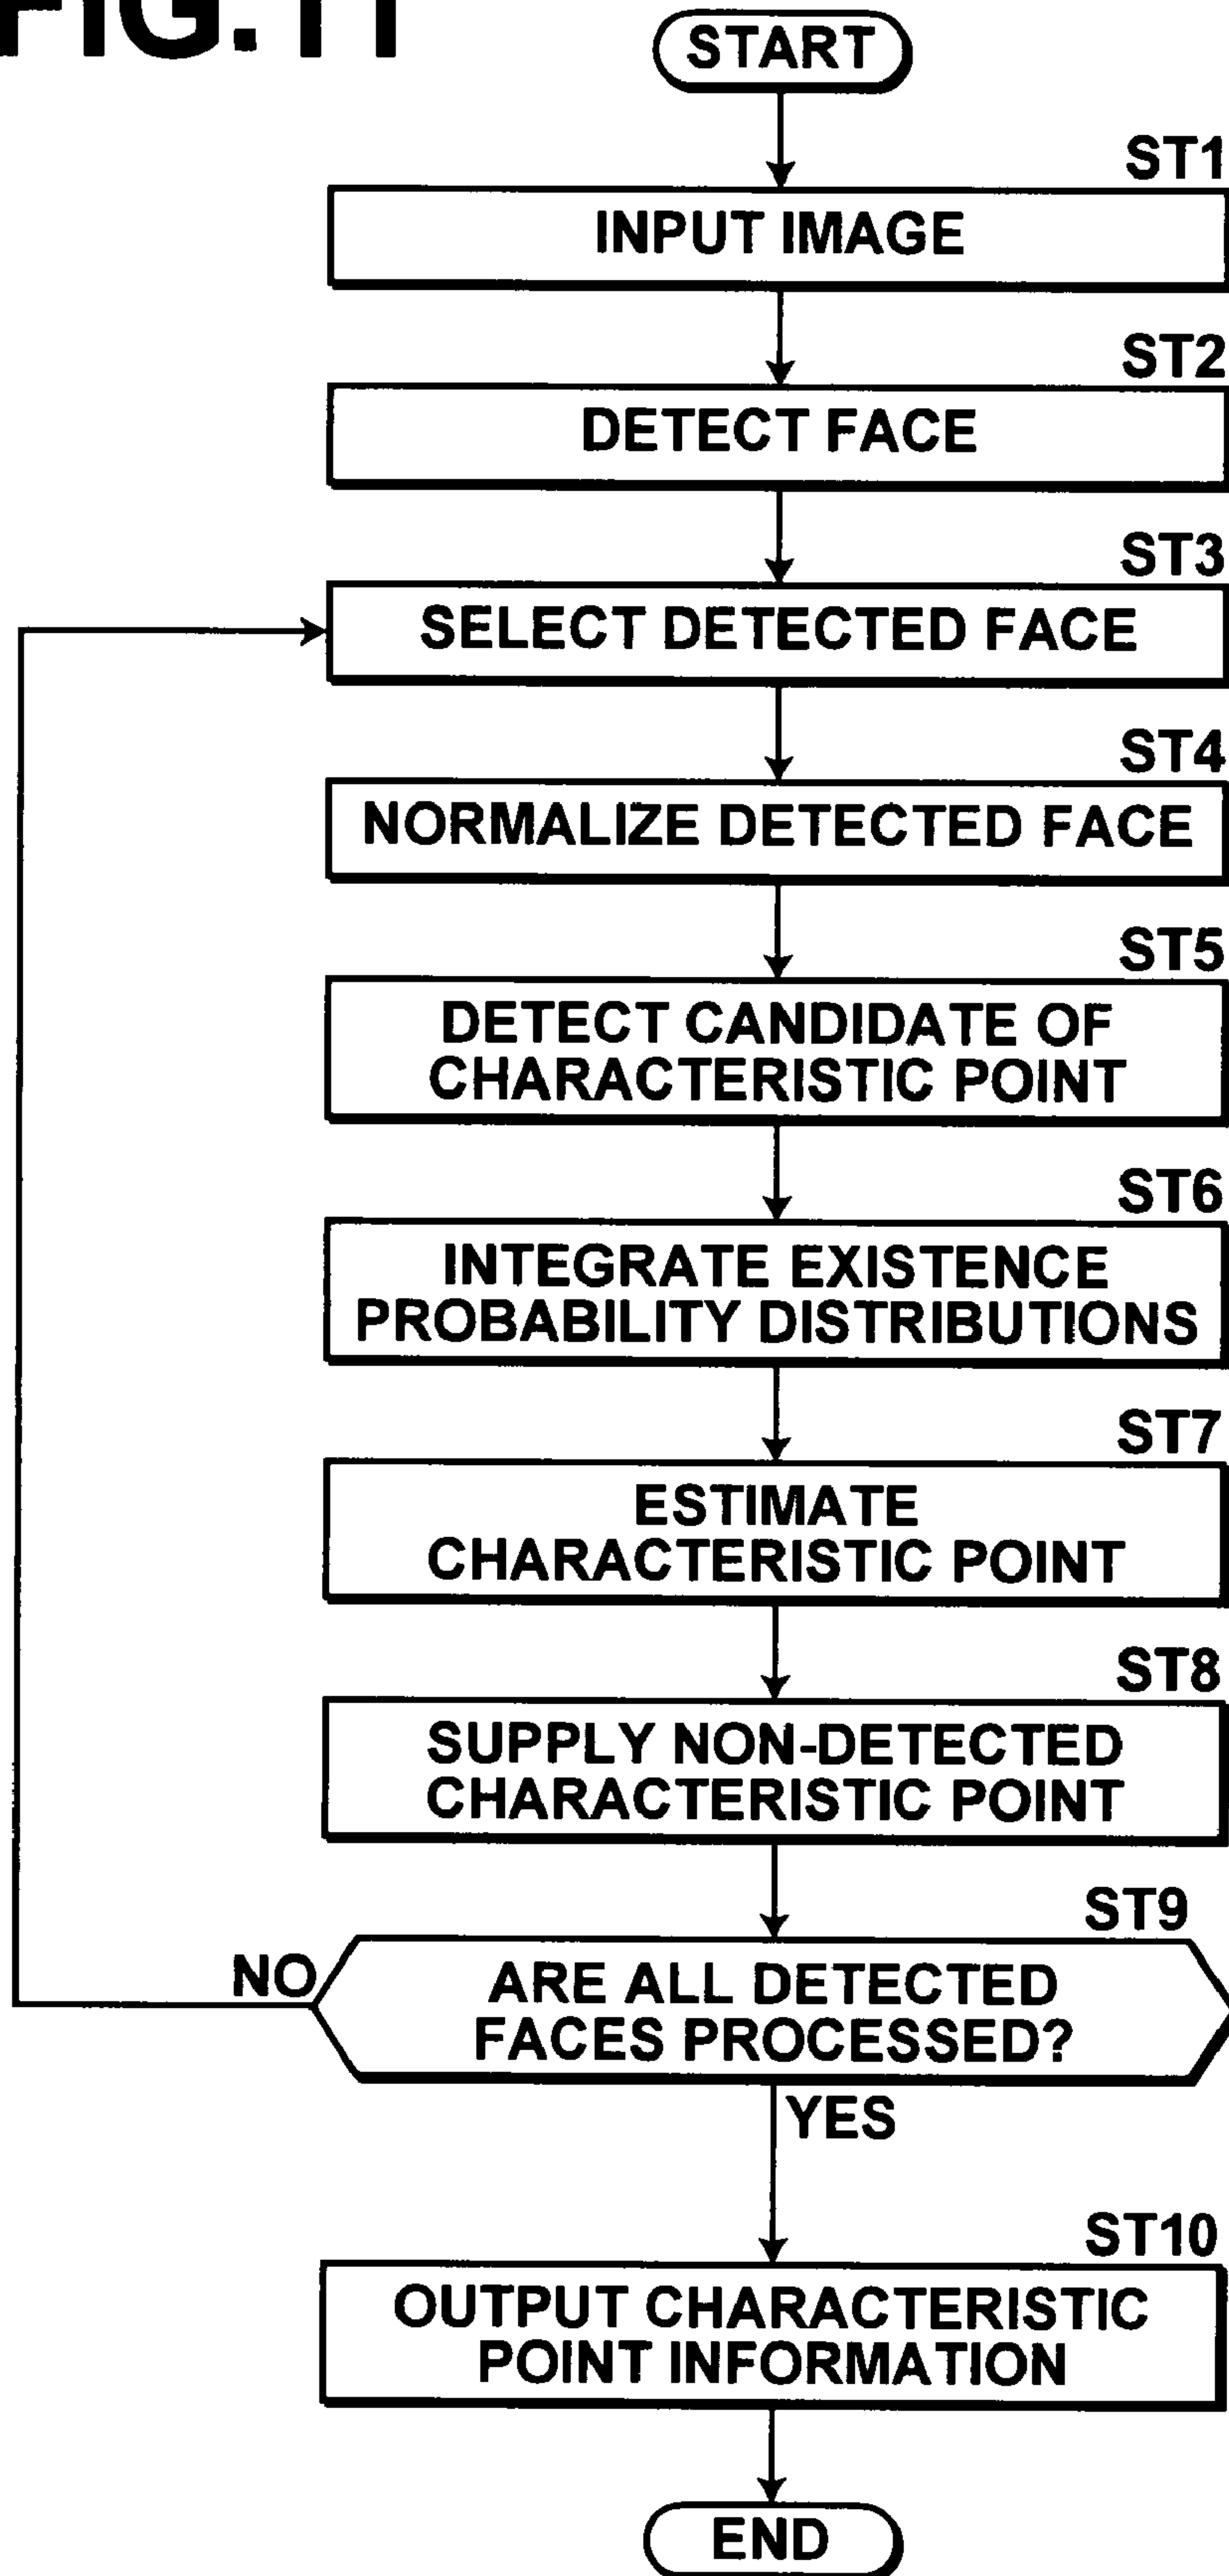 FIG.11
START
ST1
INPUT IMAGE
ST2
DETECT FACE
ST3
SELECT DETECTED FACE
ST4
NORMALIZE DETECTED FACE
ST5
DETECT CANDIDATE OF
CHARACTERISTIC POINT
ST6
INTEGRATE EXISTENCE
PROBABILITY DISTRIBUTIONS
ST7
ESTIMATE
CHARACTERISTIC POINT
ST8
SUPPLY NON-DETECTED
CHARACTERISTIC POINT
ST9
NO
ARE ALL DETECTED
FACES PROCESSED?
YES
ST10
OUTPUT CHARACTERISTIC
POINT INFORMATION
END